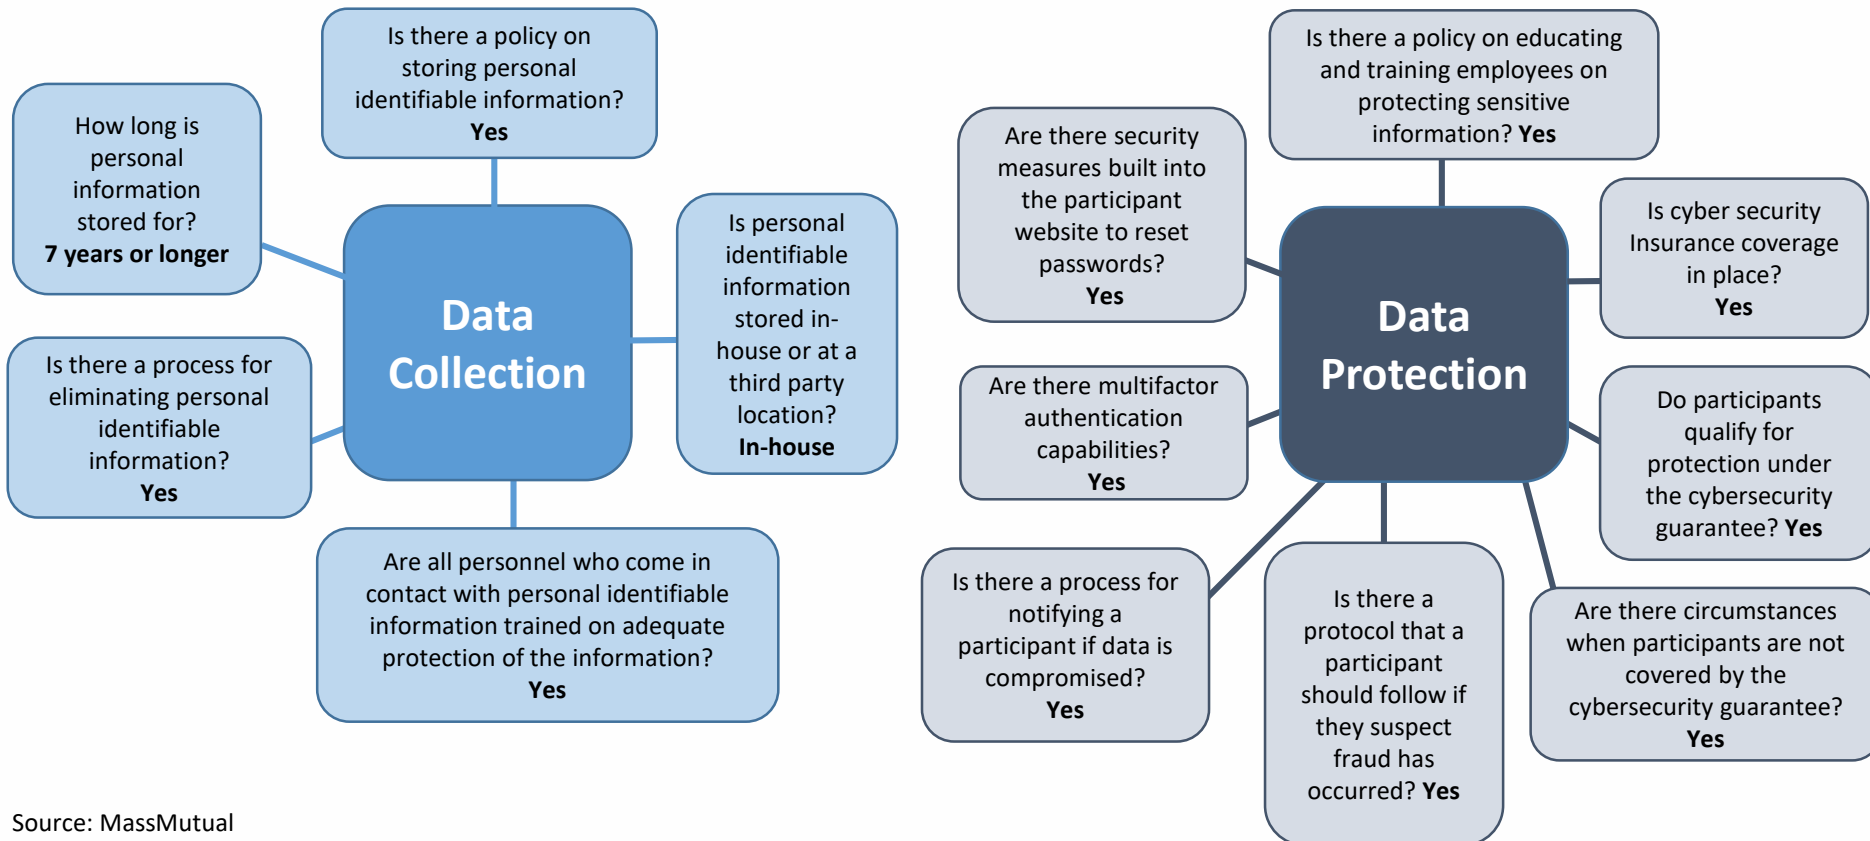 Is there a policy on
storing personal
identifiable information?
Yes
How long is
personal
information
stored for?
7 years or longer
Data
Collection
Is personal
identifiable
information
stored in-
house or at a
third party
location?
In-house
Is there a process for
eliminating personal
identifiable
information?
Yes
Are all personnel who come in
contact with personal identifiable
information trained on adequate
protection of the information?
Yes
Is there a policy on educating
and training employees on
protecting sensitive
information? Yes
Are there security
measures built into
the participant
website to reset
passwords?
Yes
Data
Protection
Is cyber security
Insurance coverage
in place?
Yes
Are there multifactor
authentication
capabilities?
Yes
Do participants
qualify for
protection under
the cybersecurity
guarantee? Yes
Is there a process for
notifying a
participant if data is
compromised?
Yes
Is there a
protocol that a
participant
should follow if
they suspect
fraud has
occurred? Yes
Are there circumstances
when participants are not
covered by the
cybersecurity guarantee?
Yes
Source: MassMutual